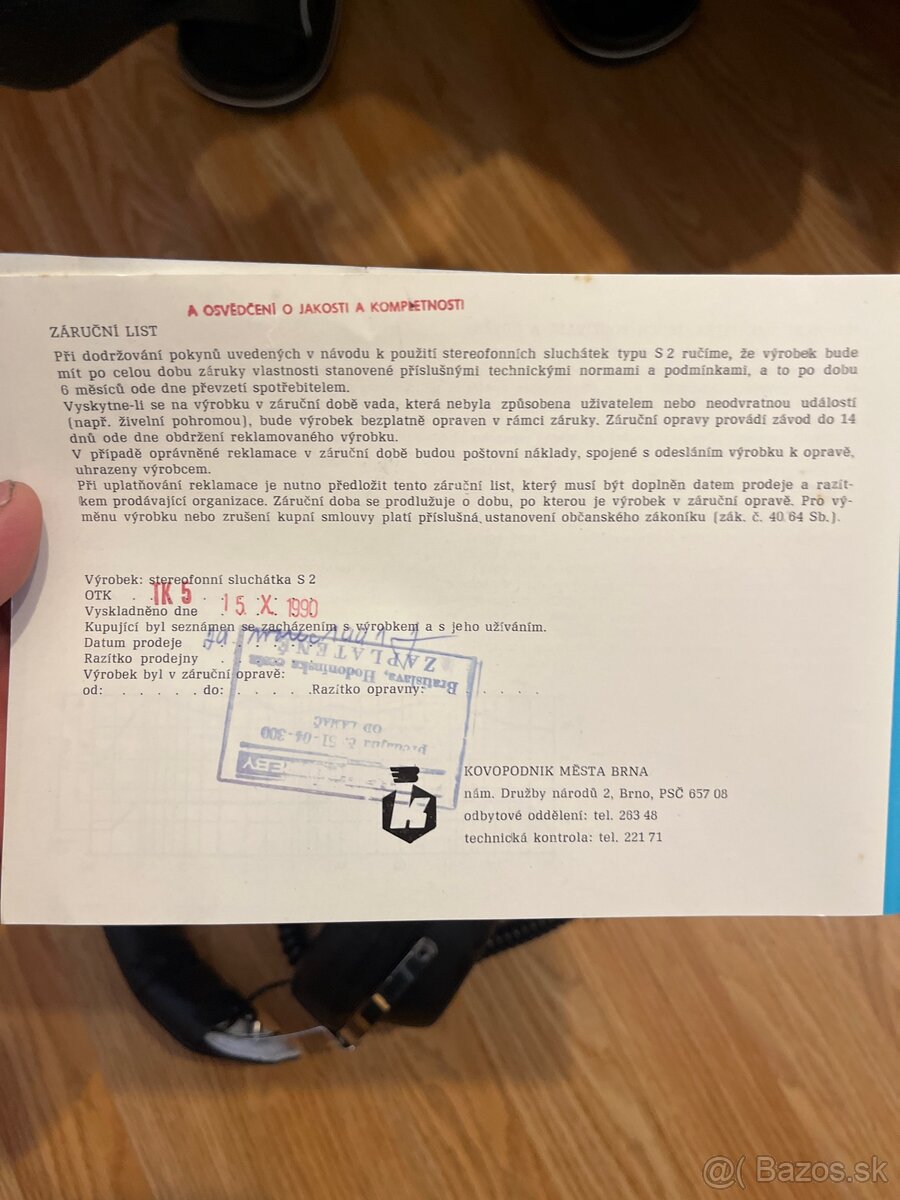 A OSVĚDČENÍ O JAKOSTI A KOMPLETNOSTI
ZÁRUČNÍ LIST
Při dodržování pokynů uvedených v návodu k použití stereofonních sluchátek typu S 2 ručíme, že výrobek bude
mít po celou dobu záruky vlastnosti stanovené příslušnými technickými normami a podmínkami, a to po dobu
6 měsíců ode dne převzetí spotřebitelem.
Vyskytne-li se na výrobku v záruční době vada, která nebyla způsobena uživatelem nebo neodvratnou událostí
(např. živelní pohromou), bude výrobek bezplatně opraven v rámci záruky. Záruční opravy provádí závod do 14
dnů ode dne obdržení reklamovaného výrobku.
V případě oprávněné reklamace v záruční době budou poštovní náklady, spojené s odesláním výrobku k opravě,
uhrazeny výrobcem.
Při uplatňování reklamace je nutno předložit tento záruční list, který musí být doplněn datem prodeje a razít-
kem prodávající organizace. Záruční doba se prodlužuje o dobu, po kterou je výrobek v záruční opravě. Pro vý-
měnu výrobku nebo zrušení kupní smlouvy platí příslušná ustanovení občanského zákoníku (zák. č. 40 64 Sb.).
Výrobek: stereofonní sluchátka S 2
OTK . . TK 5 .
Vyskladněno dne . 15. X. 1990
Kupující byl seznámen se zacházením s výrobkem a s jeho užíváním.
Datum prodeje
Razítko prodejny
Výrobek byl v záruční opravě:
od: . . . . . do: . . . . . Razítko opravny: . . . . .
ZAPLATENÉ
Bratislava, Hodonínska cesta
OD LAMAČ
predajňa č. 51-04-300
KOVOPODNIK MĚSTA BRNA
nám. Družby národů 2, Brno, PSČ 657 08
odbytové oddělení: tel. 263 48
technická kontrola: tel. 221 71
K
@( Bazos.sk